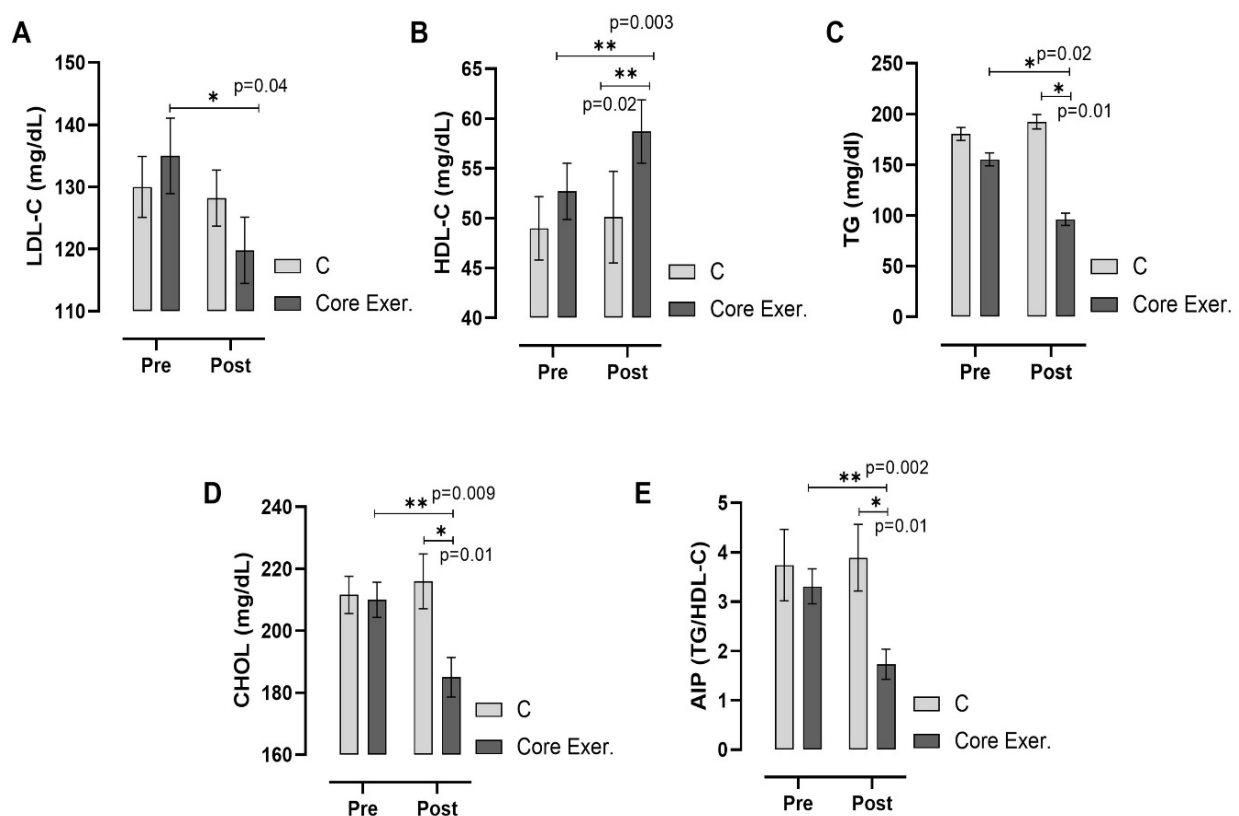 A
LDL-C (mg/dL)
150
140
130
120
110
*
p=0.04
C
Core Exer.
Pre
Post
B
HDL-C (mg/dL)
65
60
55
50
45
40
p=0.003
**
**
p=0.02
C
Core Exer.
Pre
Post
C
TG (mg/dl)
250
200
150
100
50
0
*
p=0.02
*
p=0.01
C
Core Exer.
Pre
Post
D
CHOL (mg/dL)
240
220
200
180
160
**
p=0.009
*
p=0.01
C
Core Exer.
Pre
Post
E
AIP (TG/HDL-C)
5
4
3
2
1
0
**
p=0.002
*
p=0.01
C
Core Exer.
Pre
Post